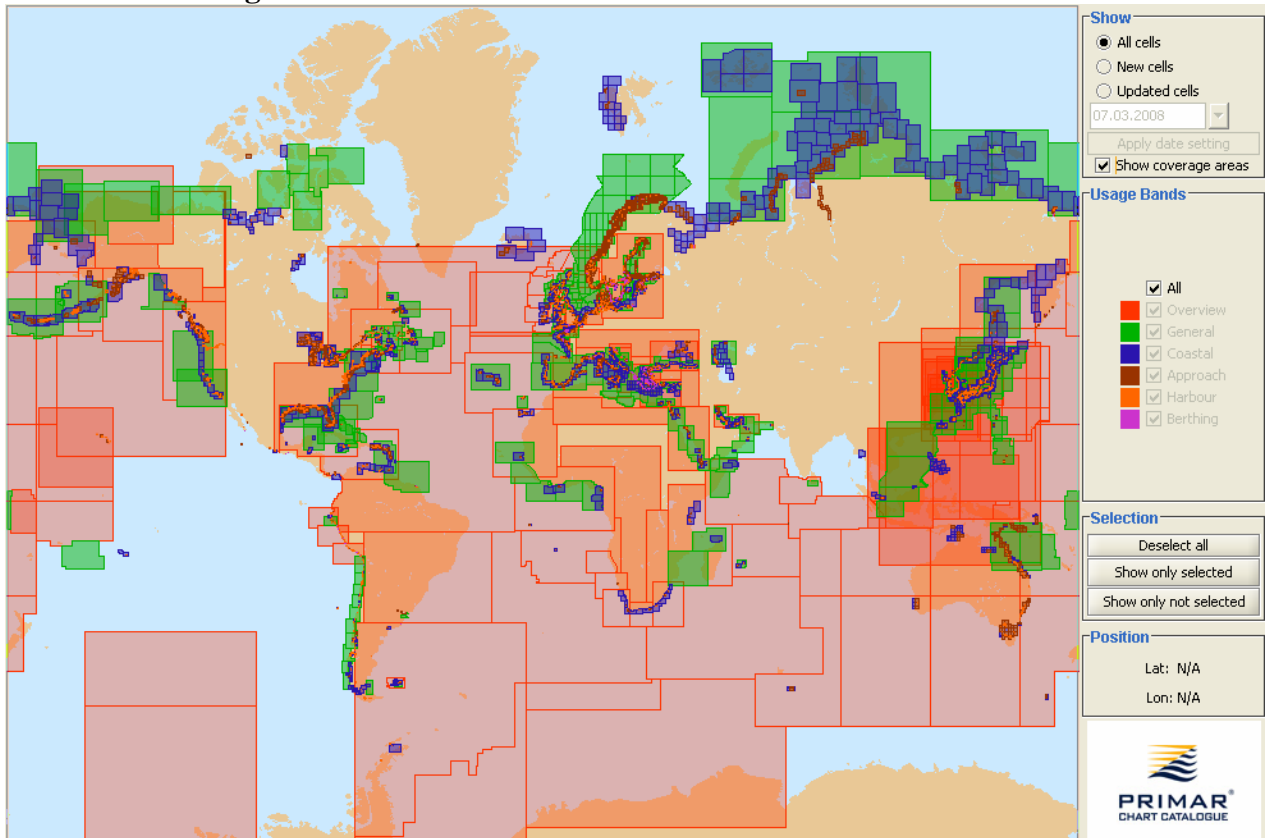 Show
All cells
New cells
Updated cells
07.03.2008
Apply date setting
Show coverage areas
Usage Bands
All
Overview
General
Coastal
Approach
Harbour
Berthing
Selection
Deselect all
Show only selected
Show only not selected
Position
Lat: N/A
Lon: N/A
PRIMAR®
CHART CATALOGUE